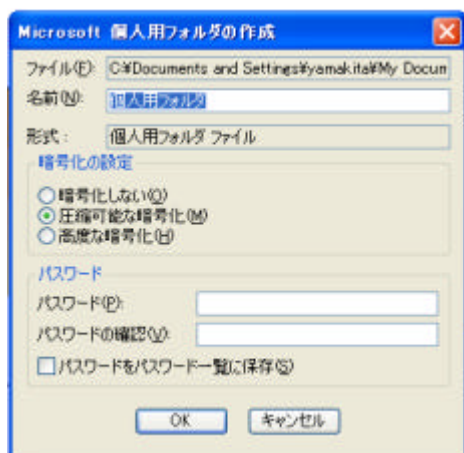 Microsoft 個人用フォルダの作成
ファイル(F): C:¥Documents and Settings¥yamakita¥My Docum
名前(N): 個人用フォルダ
形式 : 個人用フォルダ ファイル
暗号化の設定
暗号化しない(O)
圧縮可能な暗号化(M)
高度な暗号化(H)
パスワード
パスワード(P):
パスワードの確認(V):
パスワードをパスワード一覧に保存(S)
OK キャンセル